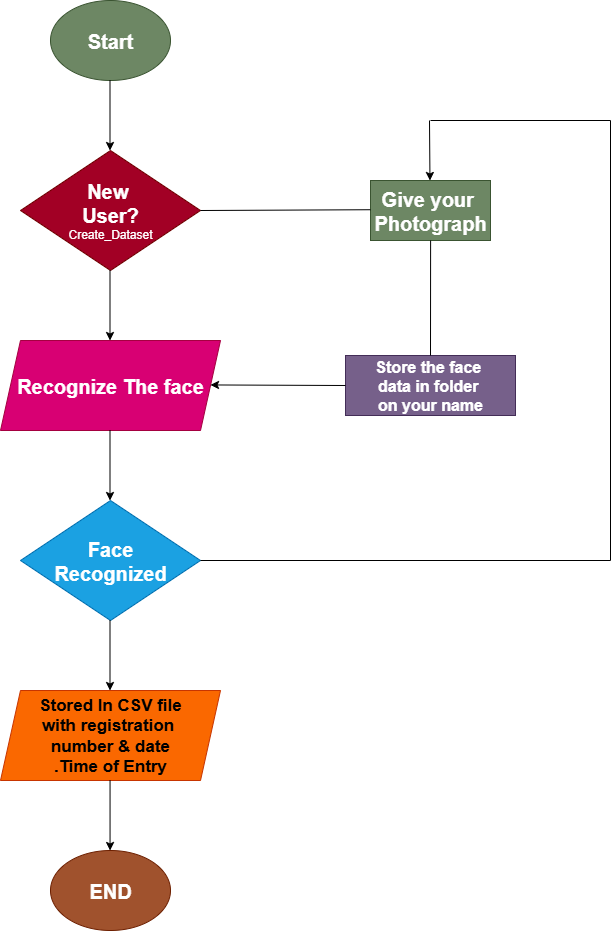 Start
New
User?
Create_Dataset
Give your
Photograph
Recognize The face
Store the face
data in folder
on your name
Face
Recognized
Stored In CSV file
with registration
number & date
.Time of Entry
END